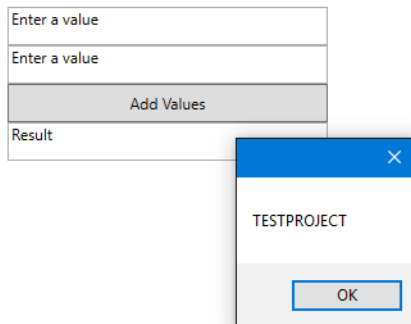 Enter a value
Enter a value
Add Values
Result
TESTPROJECT
OK